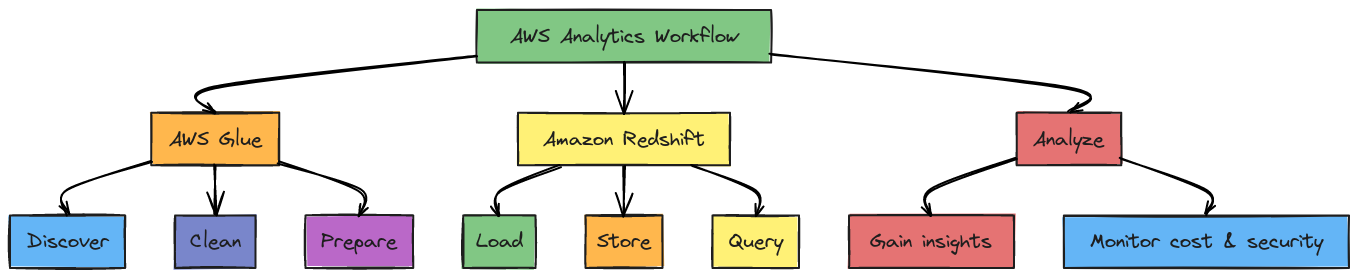 AWS Analytics Workflow
AWS Glue
Amazon Redshift
Analyze
Discover
Clean
Prepare
Load
Store
Query
Gain insights
Monitor cost & security